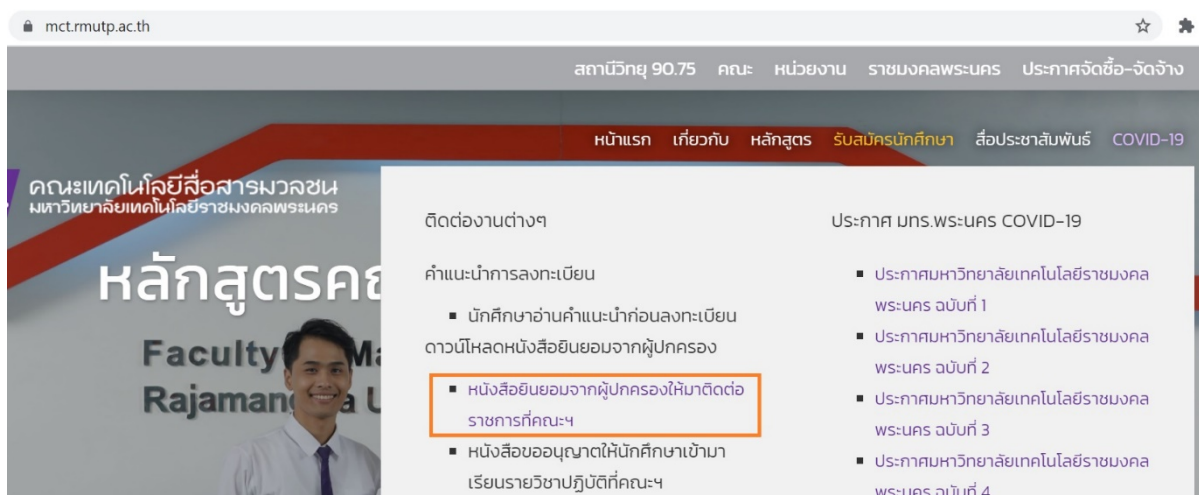 mct.rmutp.ac.th
สถานีวิทยุ 90.75 คณะ หน่วยงาน ราชมงคลพระนคร ประกาศจัดซื้อ-จัดจ้าง
หน้าแรก เกี่ยวกับ หลักสูตร รับสมัครนักศึกษา สื่อประชาสัมพันธ์ COVID-19
คณะเทคโนโลยีสื่อสารมวลชน
มหาวิทยาลัยเทคโนโลยีราชมงคลพระนคร
หลักสูตรคณ
Faculty Ma
Rajaman a U
ติดต่องานต่างๆ
คำแนะนำการลงทะเบียน
นักศึกษาอ่านคำแนะนำก่อนลงทะเบียน
ดาวน์โหลดหนังสือยินยอมจากผู้ปกครอง
หนังสือยินยอมจากผู้ปกครองให้มาติดต่อ
ราชการที่คณะฯ
หนังสือขออนุญาตให้นักศึกษาเข้ามา
เรียนรายวิชาปฏิบัติที่คณะฯ
ประกาศ มทร.พระนคร COVID-19
ประกาศมหาวิทยาลัยเทคโนโลยีราชมงคล
พระนคร ฉบับที่ 1
ประกาศมหาวิทยาลัยเทคโนโลยีราชมงคล
พระนคร ฉบับที่ 2
ประกาศมหาวิทยาลัยเทคโนโลยีราชมงคล
พระนคร ฉบับที่ 3
ประกาศมหาวิทยาลัยเทคโนโลยีราชมงคล
พระนคร ฉบับที่ 4